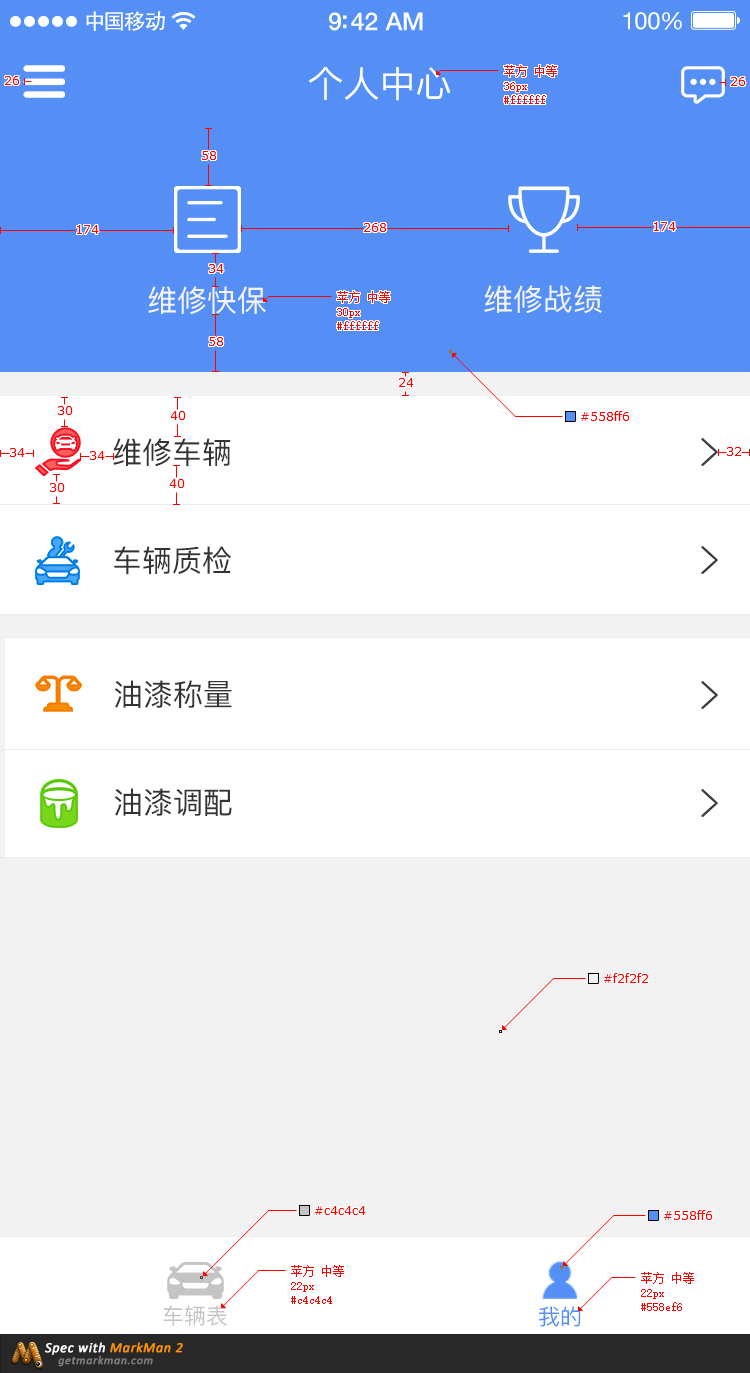 中国移动 9:42 AM 100%
26 个人中心 苹方 中等 26
36px
#ffffff
58
174 268 174
34
维修快保 苹方 中等 维修战绩
30px
#ffffff
58
24
30 40 #558ff6
34 34 维修车辆 32
30 40
车辆质检
油漆称量
油漆调配
#f2f2f2
#c4c4c4 #558ff6
苹方 中等 苹方 中等
22px 22px
#c4c4c4 #558ef6
车辆表 我的
Spec with MarkMan 2
getmarkman.com